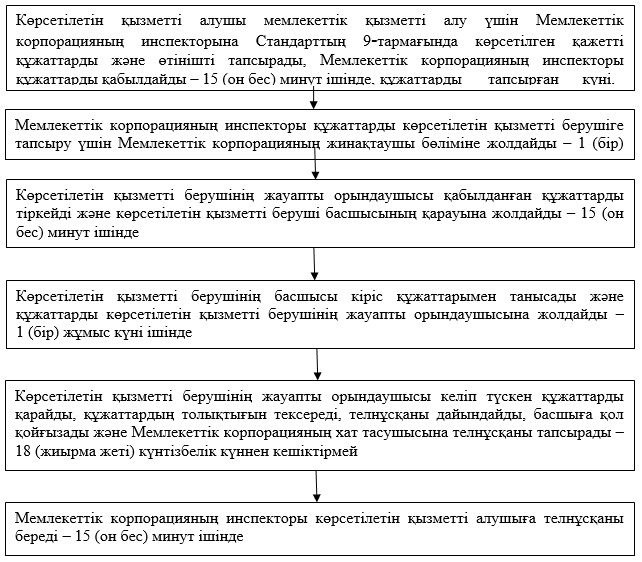 Көрсетілетін қызметті алушы мемлекеттік қызметті алу үшін Мемлекеттік
корпорацияның инспекторына Стандарттың 9-тармағында көрсетілген қажетті
құжаттарды және өтінішті тапсырады, Мемлекеттік корпорацияның инспекторы
құжаттарды қабылдайды – 15 (он бес) минут ішінде, құжаттарды тапсырған күні.
Мемлекеттік корпорацияның инспекторы құжаттарды көрсетілетін қызметті берушіге
тапсыру үшін Мемлекеттік корпорацияның жинақтаушы бөліміне жолдайды – 1 (бір)
Көрсетілетін қызметті берушінің жауапты орындаушысы қабылданған құжаттарды
тіркейді және көрсетілетін қызметті беруші басшысының қарауына жолдайды – 15 (он
бес) минут ішінде
Көрсетілетін қызметті берушінің басшысы кіріс құжаттарымен танысады және
құжаттарды көрсетілетін қызметті берушінің жауапты орындаушысына жолдайды –
1 (бір) жұмыс күні ішінде
Көрсетілетін қызметті берушінің жауапты орындаушысы келіп түскен құжаттарды
қарайды, құжаттардың толықтығын тексереді, телнұсқаны дайындайды, басшыға қол
қойғызады және Мемлекеттік корпорацияның хат тасушысына телнұсқаны тапсырады –
18 (жиырма жеті) күнтізбелік күннен кешіктірмей
Мемлекеттік корпорацияның инспекторы көрсетілетін қызметті алушыға телнұсқаны
береді – 15 (он бес) минут ішінде